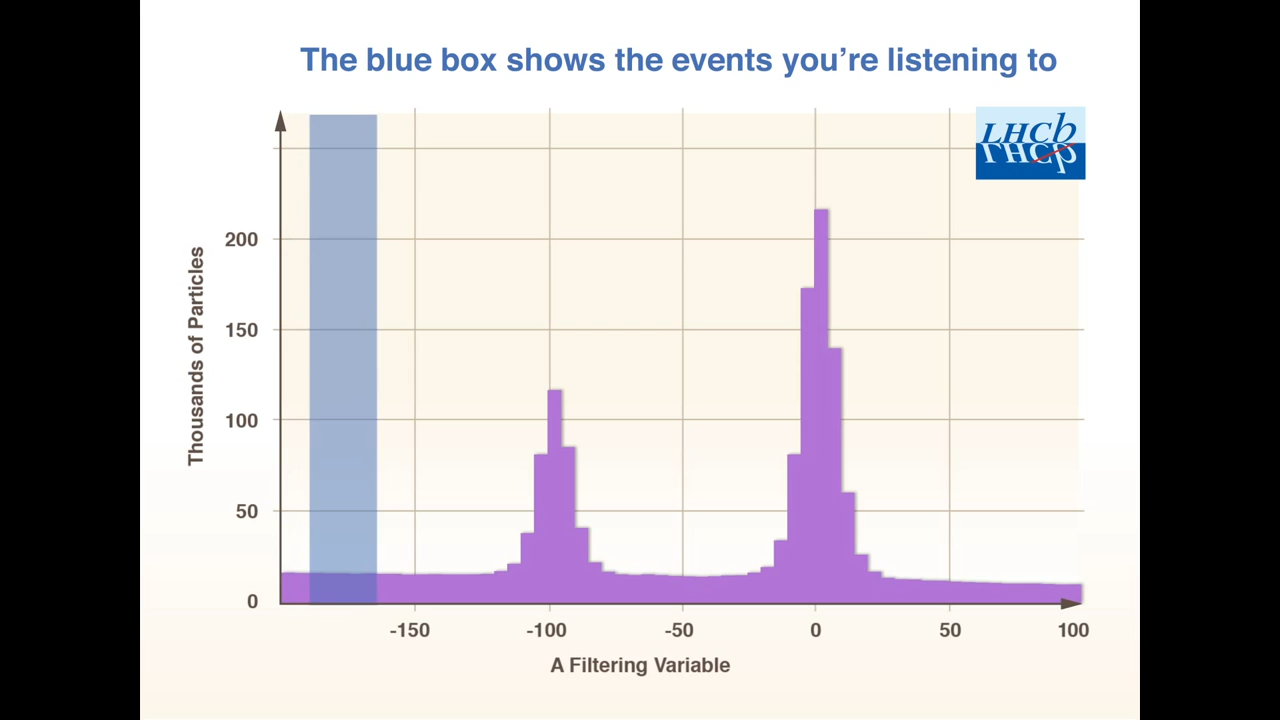 The blue box shows the events you’re listening to
LHCb
LHCb
200
150
100
50
0
Thousands of Particles
-150 -100 -50 0 50 100
A Filtering Variable